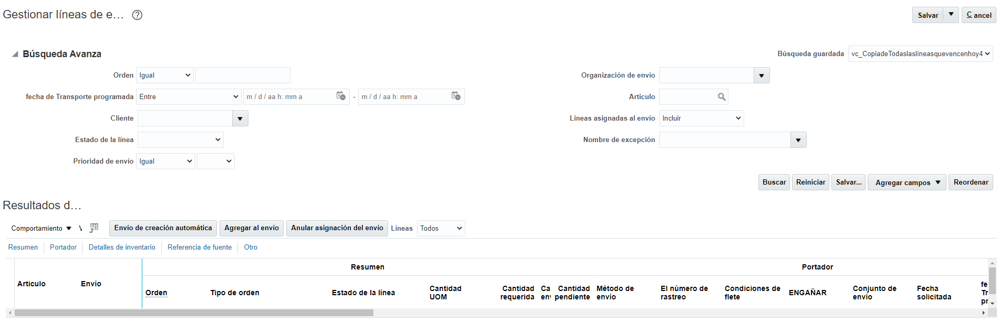 Gestionar líneas de e...
Salvar
C ancel
Búsqueda Avanza
Búsqueda guardada vc_CopiadeTodaslaslíneasquevencenhoy4
Orden Igual
Organización de envío
fecha de Transporte programada Entre m / d / aa h: mm a - m / d / aa h: mm a
Articulo
Cliente
Líneas asignadas al envío Incluir
Estado de la línea
Nombre de excepción
Prioridad de envío Igual
Buscar Reiniciar Salvar... Agregar campos Reordenar
Resultados d...
Comportamiento V Envío de creación automática Agregar al envío Anular asignación del envío Líneas Todos
Resumen Portador Detalles de inventario Referencia de fuente Otro
Resumen Portador
Articulo Envío
Orden Tipo de orden Estado de la línea
Cantidad UOM
Cantidad requerida
Ca env
Cantidad pendiente
Método de envío
El número de rastreo
Condiciones de flete
ENGAÑAR
Conjunto de envío
Fecha solicitada
fe Tr pr